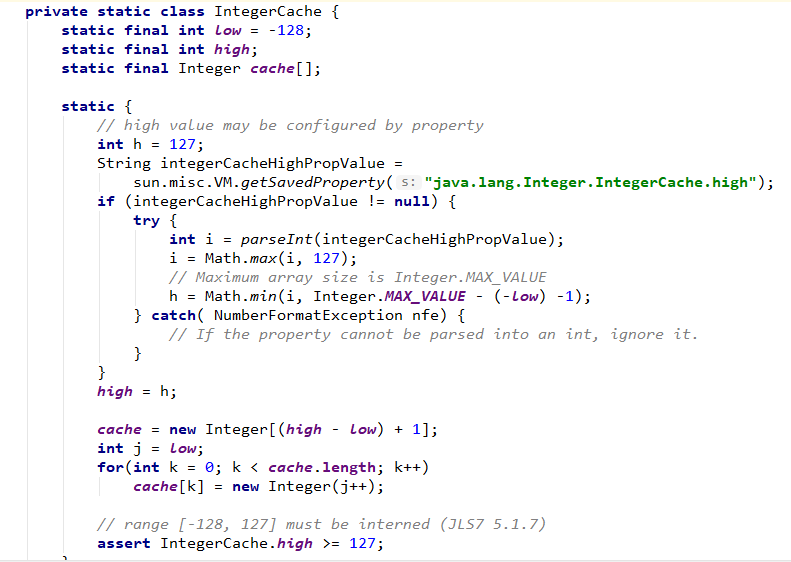 private static class IntegerCache {
static final int low = -128;
static final int high;
static final Integer cache[];
static {
// high value may be configured by property
int h = 127;
String integerCacheHighPropValue =
sun.misc.VM.getSavedProperty( s: "java.lang.Integer.IntegerCache.high");
if (integerCacheHighPropValue != null) {
try {
int i = parseInt(integerCacheHighPropValue);
i = Math.max(i, 127);
// Maximum array size is Integer.MAX_VALUE
h = Math.min(i, Integer.MAX_VALUE - (-low) -1);
} catch( NumberFormatException nfe) {
// If the property cannot be parsed into an int, ignore it.
}
}
high = h;
cache = new Integer[(high - low) + 1];
int j = low;
for(int k = 0; k < cache.length; k++)
cache[k] = new Integer(j++);
// range [-128, 127] must be interned (JLS7 5.1.7)
assert IntegerCache.high >= 127;